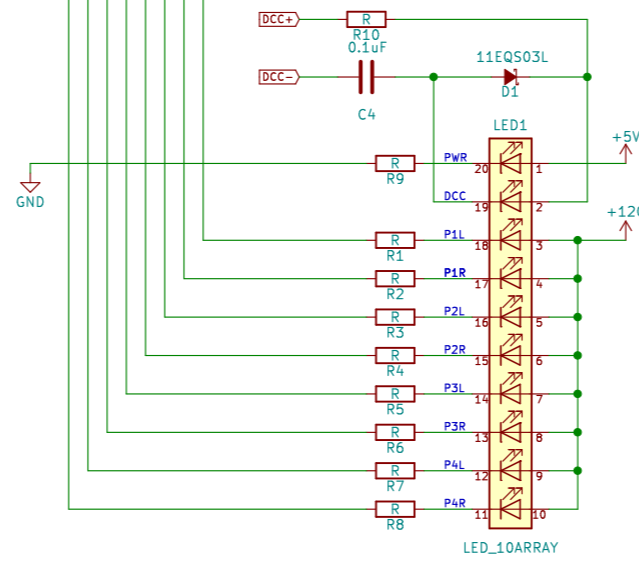 DCC+ R
R10
0.1uF
DCC-
C4
11EQS03L
D1
LED1
+5V
PWR
R
R9
20 1
GND
DCC
19 2
+12
R
R1
P1L
18 3
R
R2
P1R
17 4
R
R3
P2L
16 5
R
R4
P2R
15 6
R
R5
P3L
14 7
R
R6
P3R
13 8
R
R7
P4L
12 9
R
R8
P4R
11 10
LED_10ARRAY